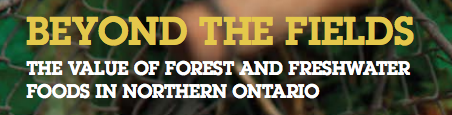 BEYOND THE FIELDS
THE VALUE OF FOREST AND FRESHWATER
FOODS IN NORTHERN ONTARIO